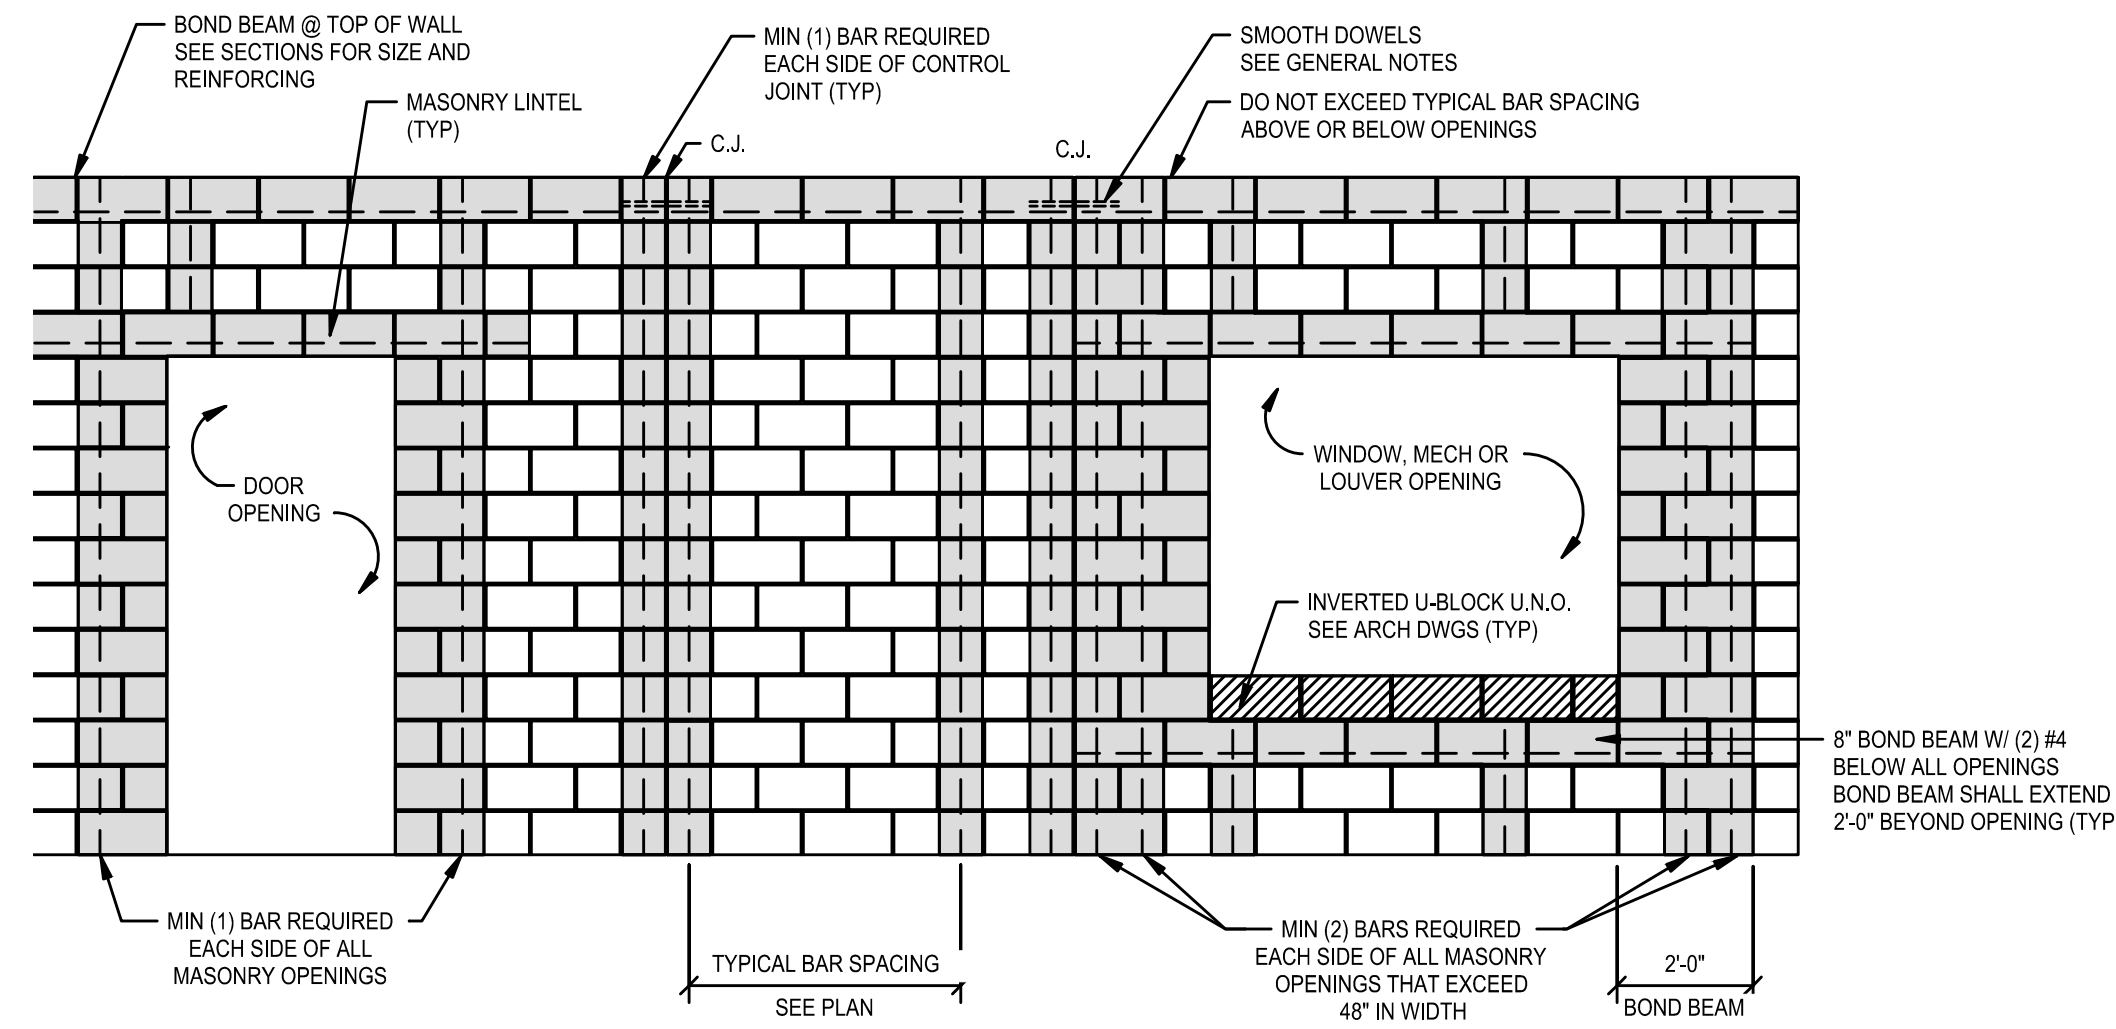 BOND BEAM @ TOP OF WALL
SEE SECTIONS FOR SIZE AND
REINFORCING
MASONRY LINTEL
(TYP)
MIN (1) BAR REQUIRED
EACH SIDE OF CONTROL
JOINT (TYP)
C.J.
C.J.
SMOOTH DOWELS
SEE GENERAL NOTES
DO NOT EXCEED TYPICAL BAR SPACING
ABOVE OR BELOW OPENINGS
DOOR
OPENING
WINDOW, MECH OR
LOUVER OPENING
INVERTED U-BLOCK U.N.O.
SEE ARCH DWGS (TYP)
8" BOND BEAM W/ (2) #4
BELOW ALL OPENINGS
BOND BEAM SHALL EXTEND
2'-0" BEYOND OPENING (TYP
MIN (1) BAR REQUIRED
EACH SIDE OF ALL
MASONRY OPENINGS
TYPICAL BAR SPACING
SEE PLAN
MIN (2) BARS REQUIRED
EACH SIDE OF ALL MASONRY
OPENINGS THAT EXCEED
48" IN WIDTH
2'-0"
BOND BEAM